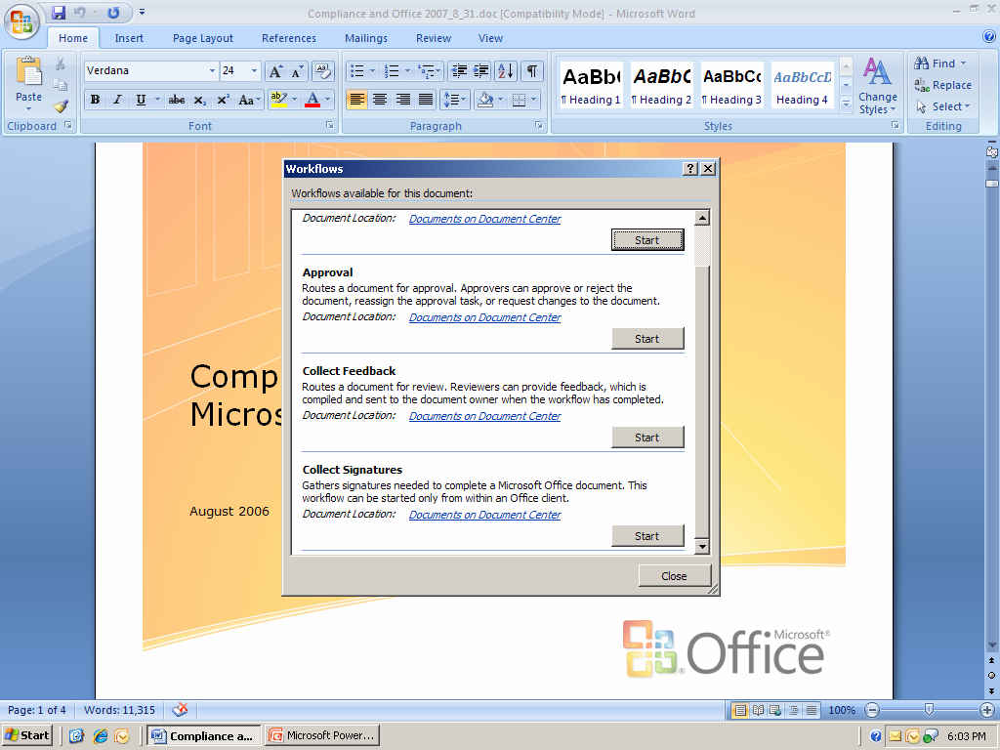 Compliance and Office 2007_8_31.doc [Compatibility Mode] - Microsoft Word
Home Insert Page Layout References Mailings Review View
Paste
Clipboard
Verdana 24
B I U abc x₂ x² Aa
ab A
Font
Paragraph
AaBb( AaBbC AaBbCc AaBbCcD
¶ Heading 1 ¶ Heading 2 ¶ Heading 3 Heading 4
Change
Styles
Styles
Find
Replace
Select
Editing
Workflows
Workflows available for this document:
Document Location: Documents on Document Center
Start
Approval
Routes a document for approval. Approvers can approve or reject the
document, reassign the approval task, or request changes to the document.
Document Location: Documents on Document Center
Start
Collect Feedback
Routes a document for review. Reviewers can provide feedback, which is
compiled and sent to the document owner when the workflow has completed.
Document Location: Documents on Document Center
Start
Collect Signatures
Gathers signatures needed to complete a Microsoft Office document. This
workflow can be started only from within an Office client.
Document Location: Documents on Document Center
Start
Close
Comp
Micros
August 2006
Microsoft®
Office
Page: 1 of 4 Words: 11,315 100%
Start Compliance a... Microsoft Power... 6:03 PM